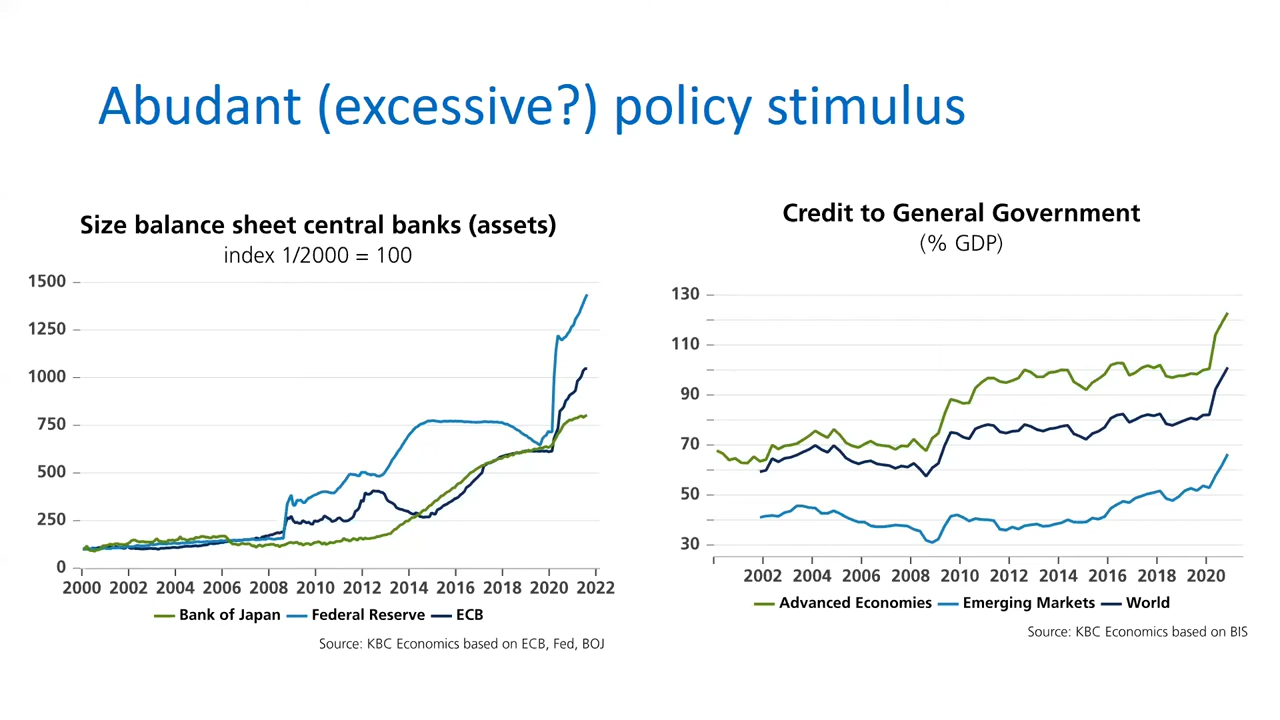 Abudant (excessive?) policy stimulus
Size balance sheet central banks (assets)
index 1/2000 = 100
1500
1250
1000
750
500
250
0
2000 2002 2004 2006 2008 2010 2012 2014 2016 2018 2020 2022
Bank of Japan Federal Reserve ECB
Source: KBC Economics based on ECB, Fed, BOJ
Credit to General Government
(% GDP)
130
110
90
70
50
30
2002 2004 2006 2008 2010 2012 2014 2016 2018 2020
Advanced Economies Emerging Markets World
Source: KBC Economics based on BIS